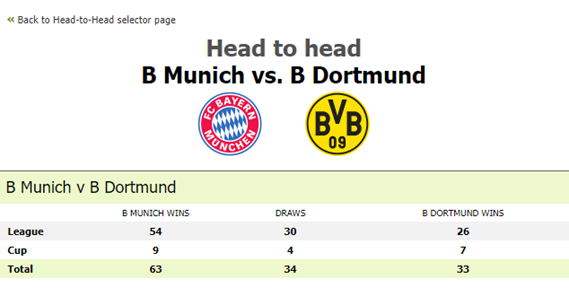 « Back to Head-to-Head selector page
Head to head
B Munich vs. B Dortmund
FC BAYERN MÜNCHEN
BVB 09
B Munich v B Dortmund
B MUNICH WINS DRAWS B DORTMUND WINS
League 54 30 26
Cup 9 4 7
Total 63 34 33